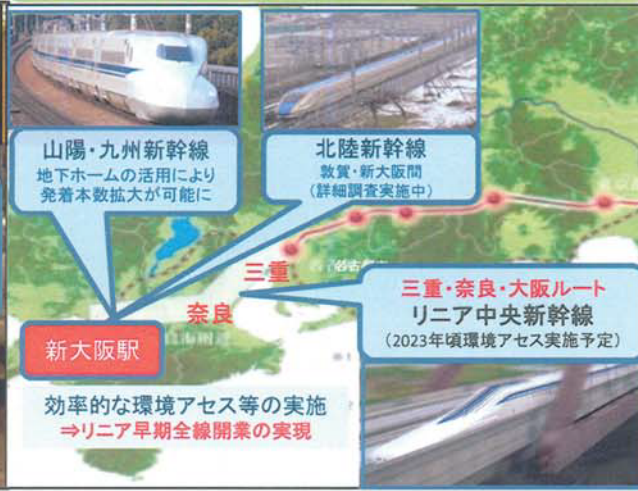 山陽・九州新幹線
地下ホームの活用により
発着本数拡大が可能に
北陸新幹線
敦賀・新大阪間
(詳細調査実施中)
三重
奈良
三重・奈良・大阪ルート
リニア中央新幹線
(2023年頃環境アセス実施予定)
新大阪駅
効率的な環境アセス等の実施
⇒リニア早期全線開業の実現